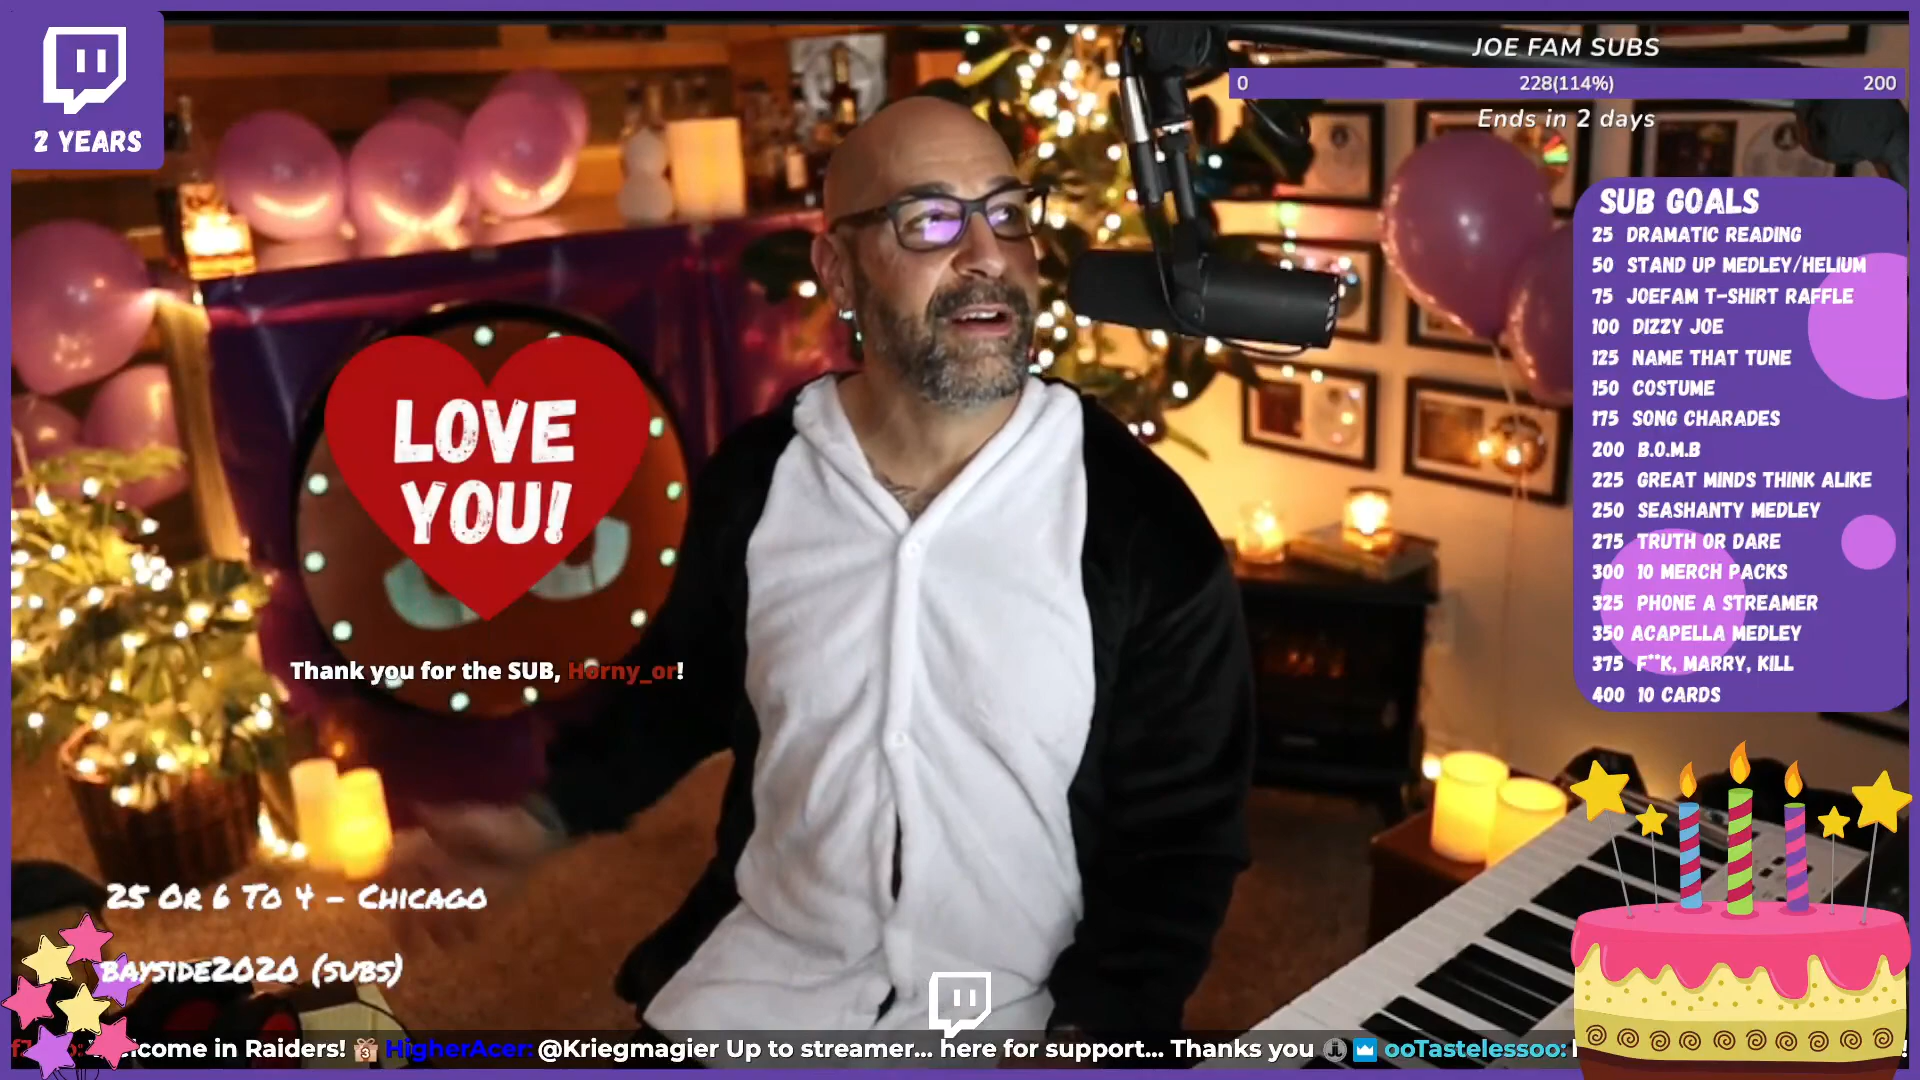 2 YEARS
JOE FAM SUBS
0 228(114%) 200
Ends in 2 days
SUB GOALS
25 DRAMATIC READING
50 STAND UP MEDLEY/HELIUM
75 JOEFAM T-SHIRT RAFFLE
100 DIZZY JOE
125 NAME THAT TUNE
150 COSTUME
175 SONG CHARADES
200 B.O.M.B
225 GREAT MINDS THINK ALIKE
250 SEASHANTY MEDLEY
275 TRUTH OR DARE
300 10 MERCH PACKS
325 PHONE A STREAMER
350 ACAPELLA MEDLEY
375 F**K, MARRY, KILL
400 10 CARDS
LOVE
YOU!
Thank you for the SUB, Horny_or!
25 Or 6 To 4 - Chicago
bayside2020 (subs)
in Raiders! HigherAcer: @Kriegmagier Up to streamer... here for support... Thanks you ooTastelessoo: